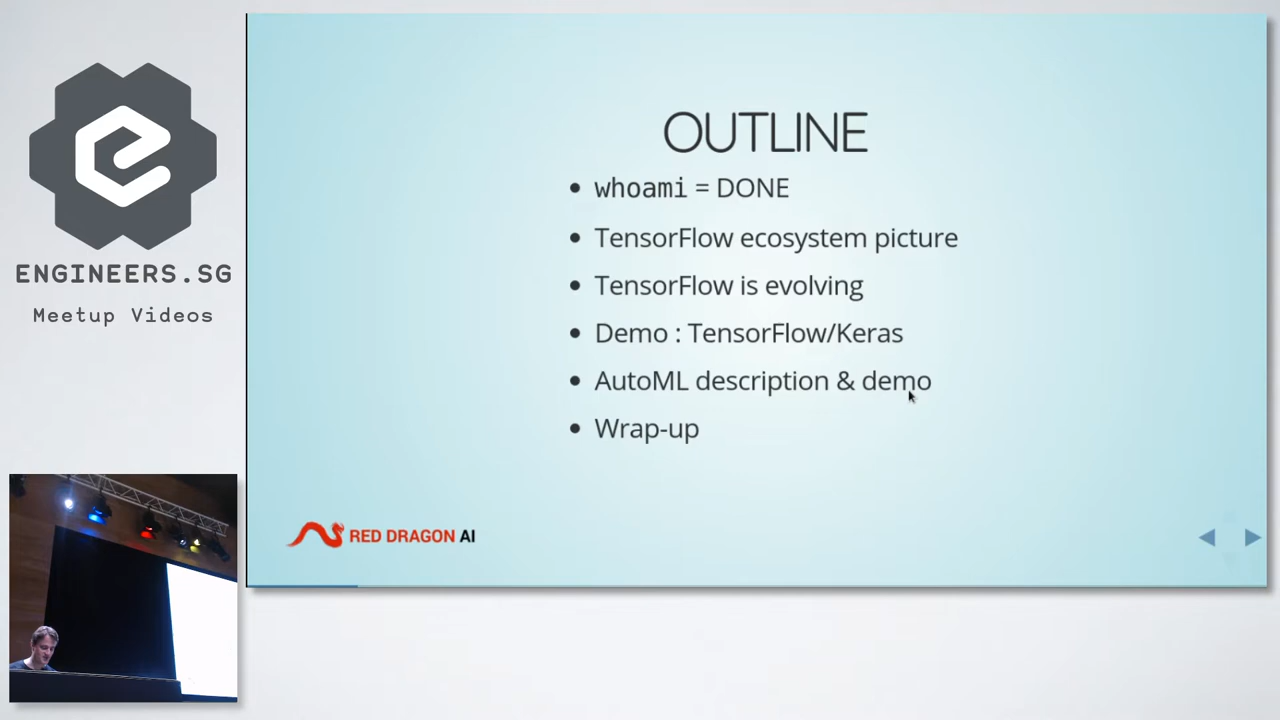 ENGINEERS.SG
Meetup Videos
OUTLINE
whoami = DONE
TensorFlow ecosystem picture
TensorFlow is evolving
Demo : TensorFlow/Keras
AutoML description & demo
Wrap-up
RED DRAGON AI